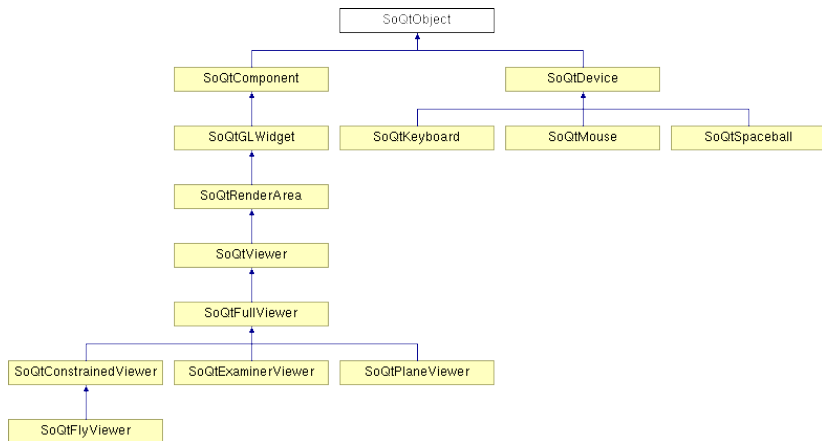 SoQtObject
SoQtComponent
SoQtDevice
SoQtGLWidget
SoQtKeyboard
SoQtMouse
SoQtSpaceball
SoQtRenderArea
SoQtViewer
SoQtFullViewer
SoQtConstrainedViewer
SoQtExaminerViewer
SoQtPlaneViewer
SoQtFlyViewer